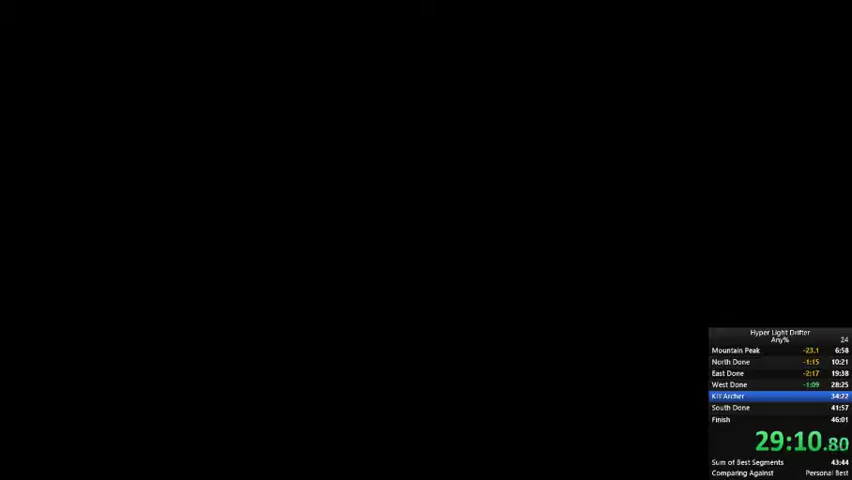 Hyper Light Drifter
Any% 24
Mountain Peak -23.1 6:58
North Done -1:15 10:21
East Done -2:17 19:38
West Done -1:09 28:25
Kill Archer 34:22
South Done 41:57
Finish 46:01
29:10.80
Sum of Best Segments 43:44
Comparing Against Personal Best